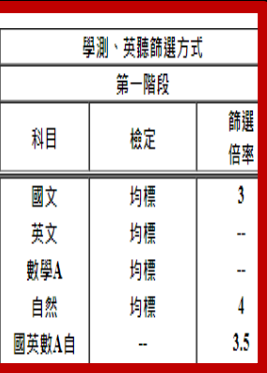 學測、英聽篩選方式
第一階段
科目 檢定 篩選倍率
國文 均標 3
英文 均標 --
數學A 均標 --
自然 均標 4
國英數A自 -- 3.5